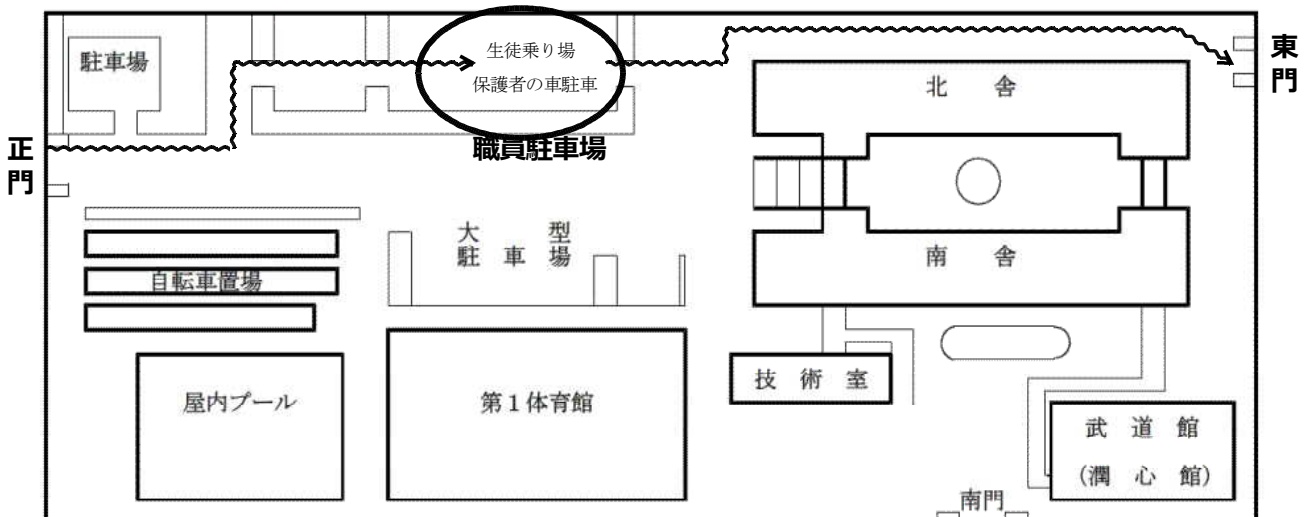 駐車場
生徒乗り場
保護者の車駐車
東門
北　舎
正門
職員駐車場
大　型
駐　車　場
南　舎
自転車置場
技　術　室
屋内プール
第１体育館
武　道　館
(潤　心　館)
南門